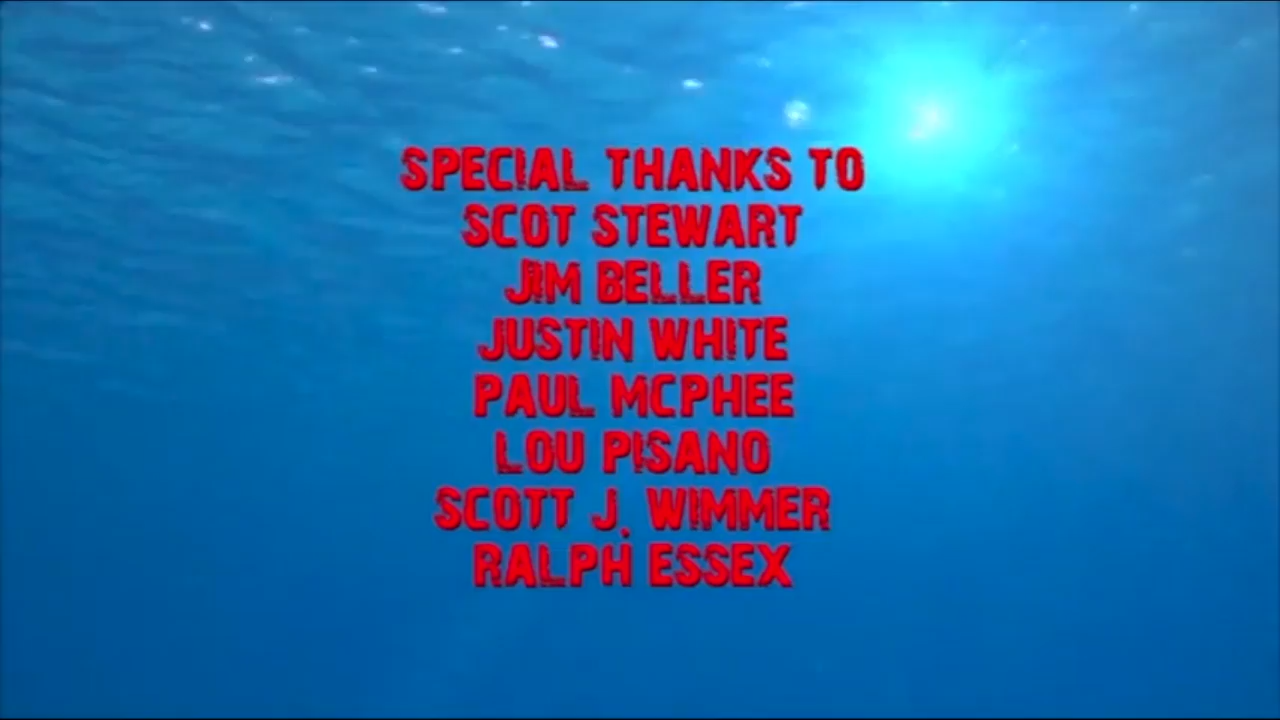 SPECIAL THANKS TO
SCOT STEWART
JIM BELLER
JUSTIN WHITE
PAUL MCPHEE
LOU PISANO
SCOTT J. WIMMER
RALPH ESSEX